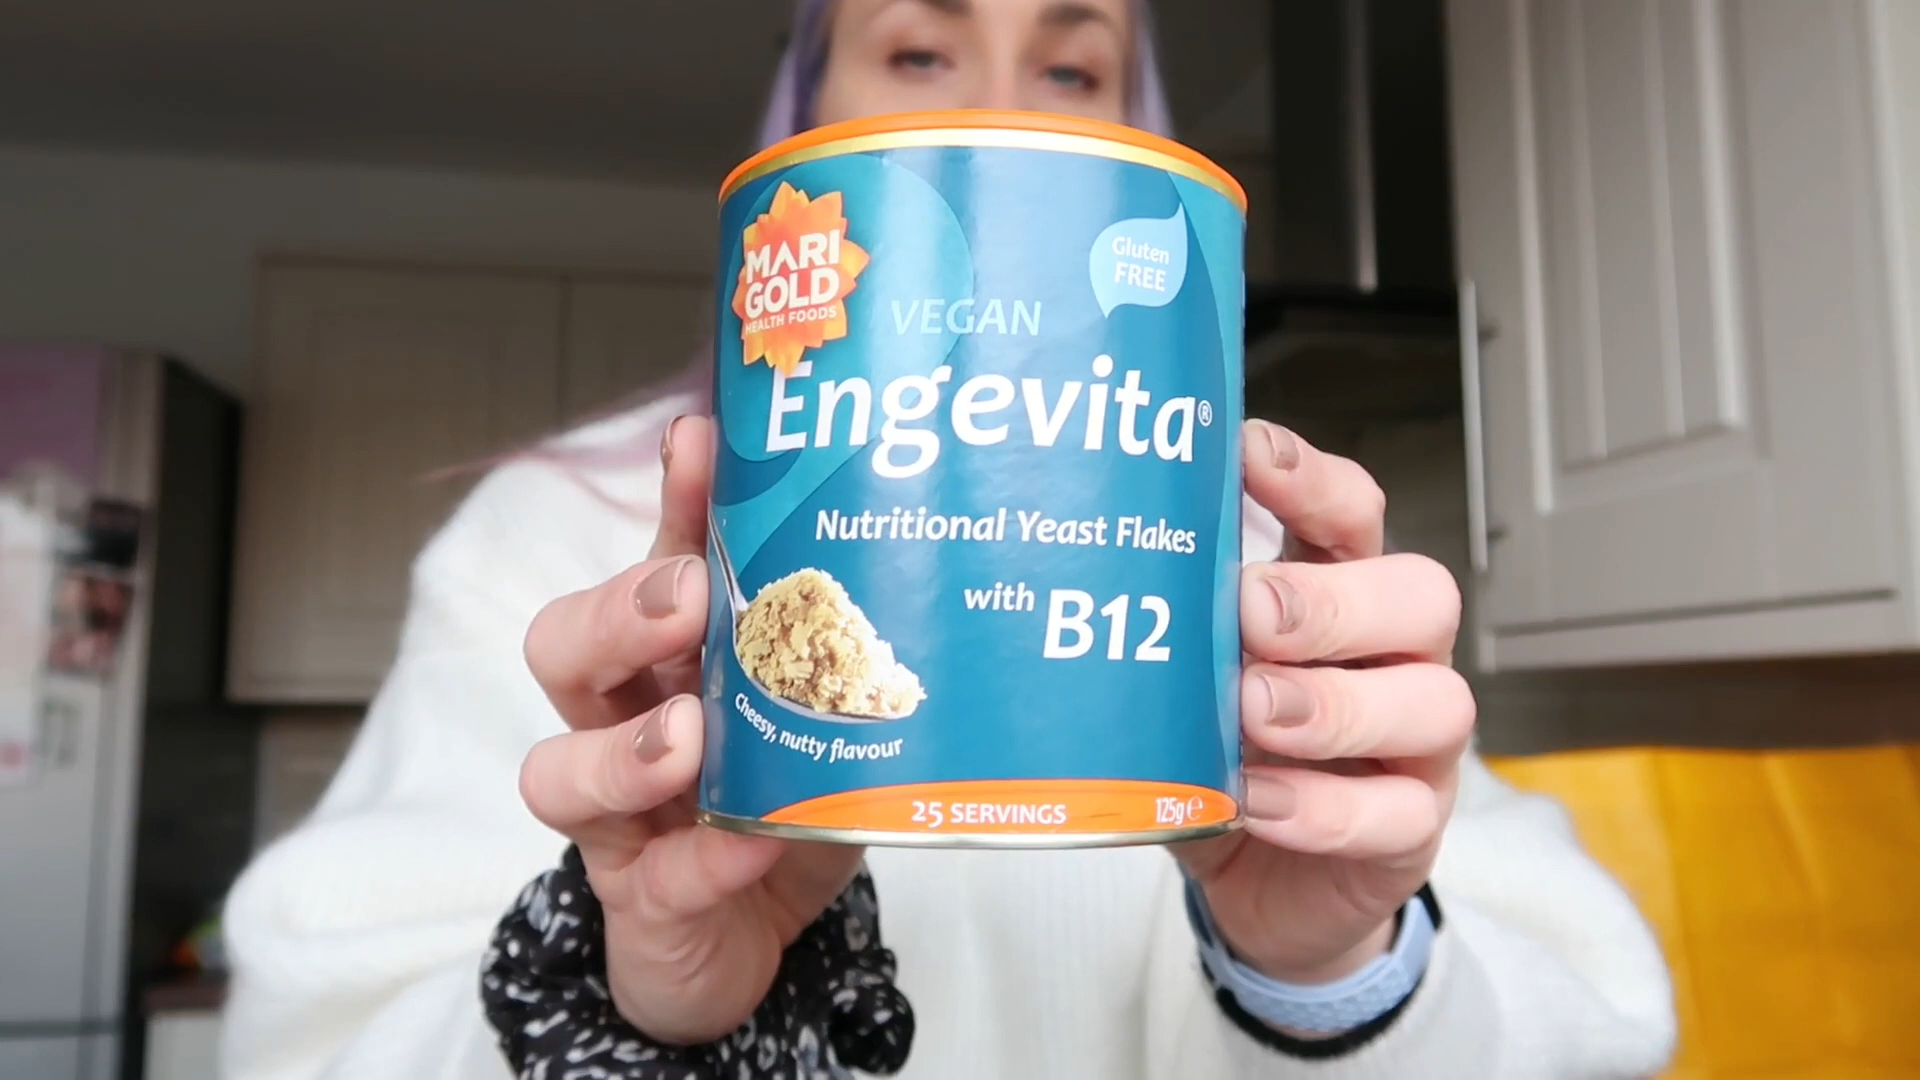 MARI
GOLD
HEALTH FOODS
Gluten
FREE
VEGAN
Engevita®
Nutritional Yeast Flakes
with B12
Cheesy, nutty flavour
25 SERVINGS
125g e